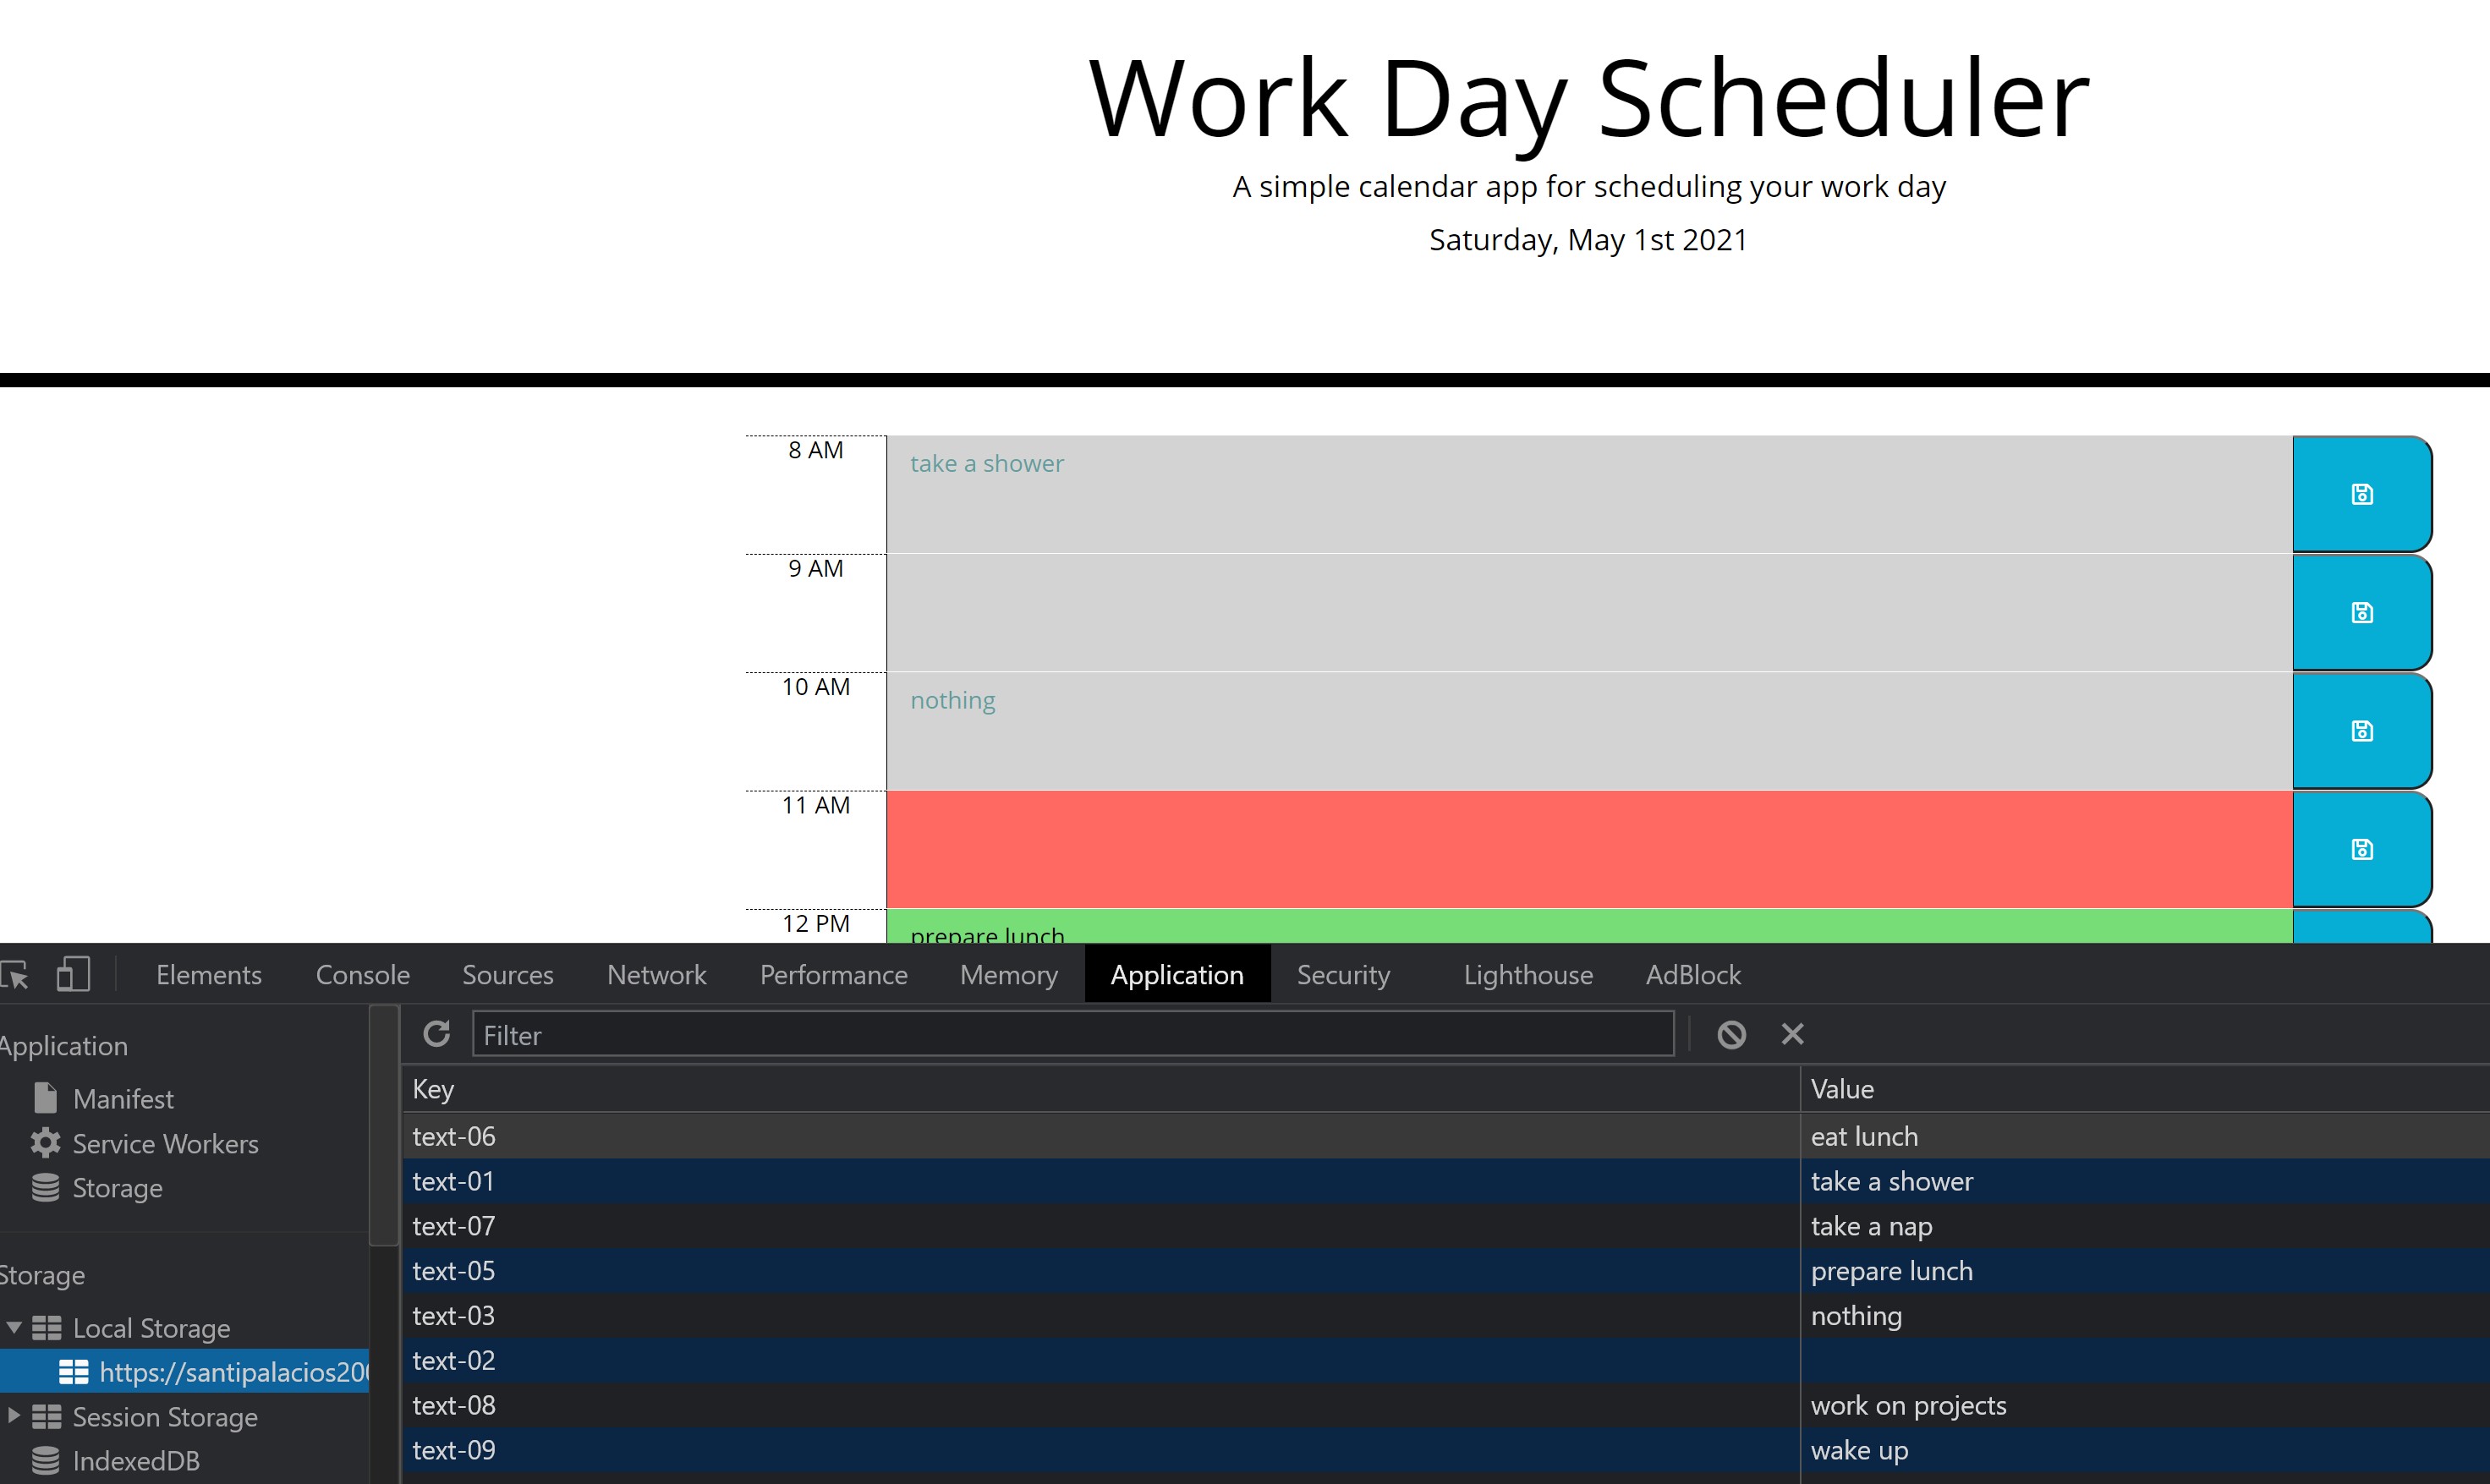 Work Day Scheduler
A simple calendar app for scheduling your work day
Saturday, May 1st 2021
8 AM take a shower
9 AM
10 AM nothing
11 AM
12 PM prepare lunch
Elements Console Sources Network Performance Memory Application Security Lighthouse AdBlock
Application
Manifest
Service Workers
Storage
Storage
Local Storage
https://santipalacios20
Session Storage
IndexedDB
Filter
Key Value
text-06 eat lunch
text-01 take a shower
text-07 take a nap
text-05 prepare lunch
text-03 nothing
text-02
text-08 work on projects
text-09 wake up